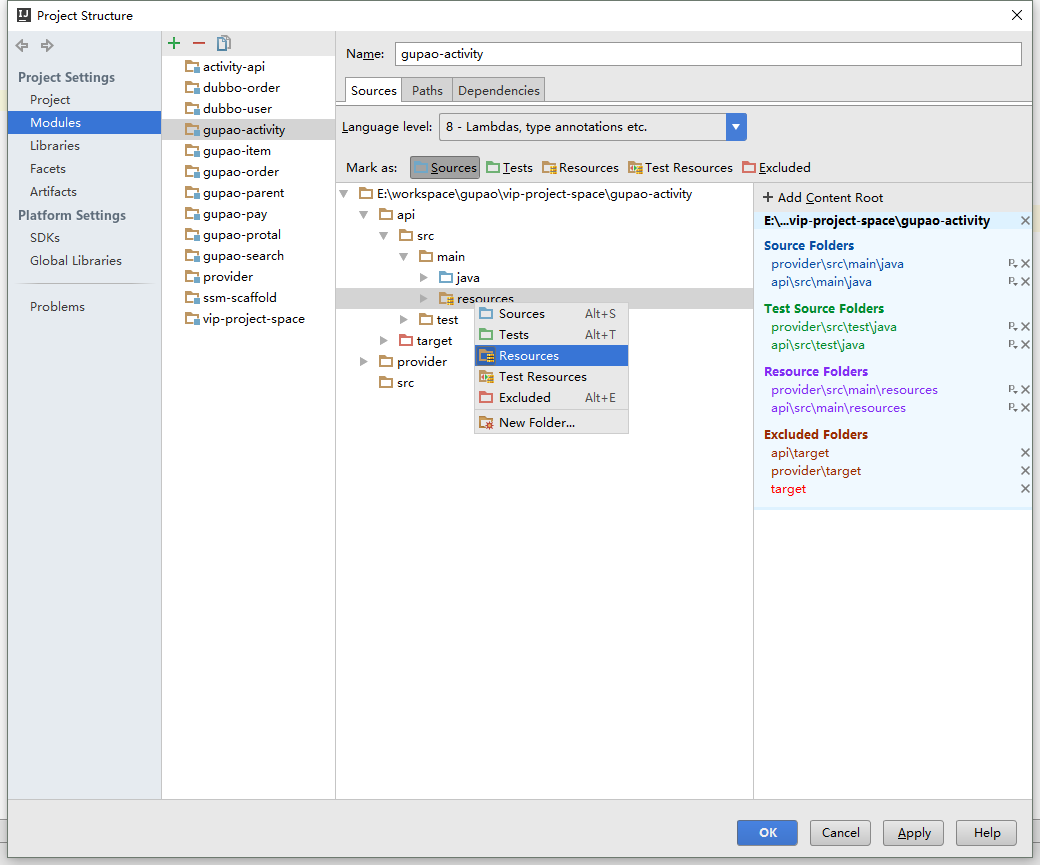 Project Structure
Project Settings
Project
Modules
Libraries
Facets
Artifacts
Platform Settings
SDKs
Global Libraries
Problems
activity-api
dubbo-order
dubbo-user
gupao-activity
gupao-item
gupao-order
gupao-parent
gupao-pay
gupao-protal
gupao-search
provider
ssm-scaffold
vip-project-space
Name: gupao-activity
Sources Paths Dependencies
Language level: 8 - Lambdas, type annotations etc.
Mark as: Sources Tests Resources Test Resources Excluded
E:\workspace\gupao\vip-project-space\gupao-activity
api
src
main
java
resources
test
target
provider
src
Sources Alt+S
Tests Alt+T
Resources
Test Resources
Excluded Alt+E
New Folder...
+ Add Content Root
E:\...vip-project-space\gupao-activity
Source Folders
provider\src\main\java
api\src\main\java
Test Source Folders
provider\src\test\java
api\src\test\java
Resource Folders
provider\src\main\resources
api\src\main\resources
Excluded Folders
api\target
provider\target
target
OK Cancel Apply Help